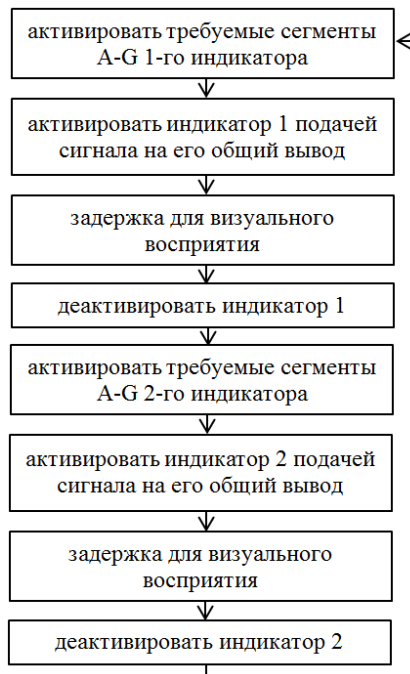 активировать требуемые сегменты
A-G 1-го индикатора
активировать индикатор 1 подачей
сигнала на его общий вывод
задержка для визуального
восприятия
деактивировать индикатор 1
активировать требуемые сегменты
A-G 2-го индикатора
активировать индикатор 2 подачей
сигнала на его общий вывод
задержка для визуального
восприятия
деактивировать индикатор 2